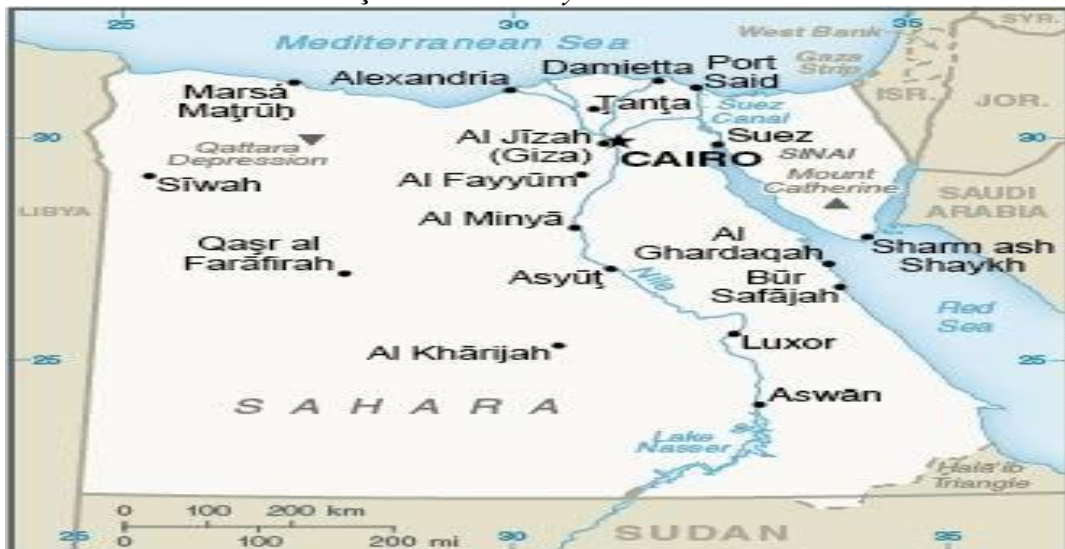 25
30
35
SYR.
Mediterranean Sea
West Bank
Gaza
Strip
Marsá
Maţrūḩ
Alexandria
Damietta
Port
Said
Ţanţa
ISR.
JOR.
Suez
Canal
30
Qattara
Depression
Al Jīzah
(Giza)
CAIRO
Suez
30
SINAI
Sīwah
Al Fayyūm
Mount
Catherine
LIBYA
SAUDI
ARABIA
Al Minyā
Qaşr al
Farāfirah
Al
Ghardaqah
Sharm ash
Shaykh
Asyūţ
Nile
Būr
Safājah
Red
Sea
25
Al Khārijah
Luxor
25
SAHARA
Aswān
Lake
Nasser
Hala'ib
Triangle
0 100 200 km
0 100 200 mi
25
30
SUDAN
35